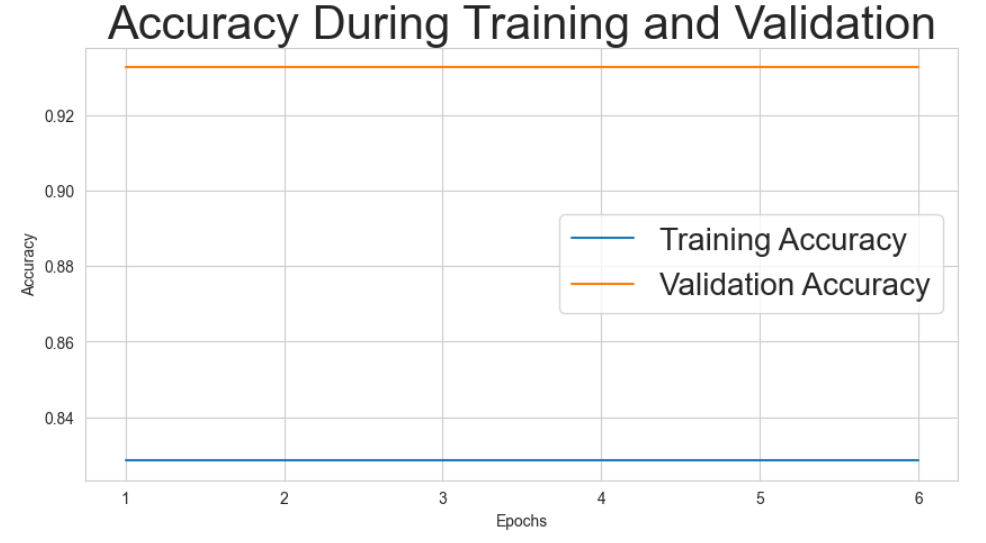 Accuracy During Training and Validation
0.92
0.90
0.88
0.86
0.84
Accuracy
Training Accuracy
Validation Accuracy
1 2 3 4 5 6
Epochs